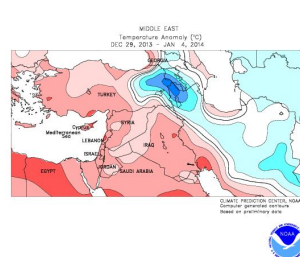 MIDDLE EAST
Temperature Anomaly (°C)
DEC 29, 2013 - JAN 4, 2014
GEORGIA
TURKEY
Cyprus
Mediterranean
Sea
SYRIA
LEBANON
IRAQ
ISRAEL
JORDAN
EGYPT
SAUDI ARABIA
CLIMATE PREDICTION CENTER, NOAA
Computer generated contours
Based on preliminary data
NOAA